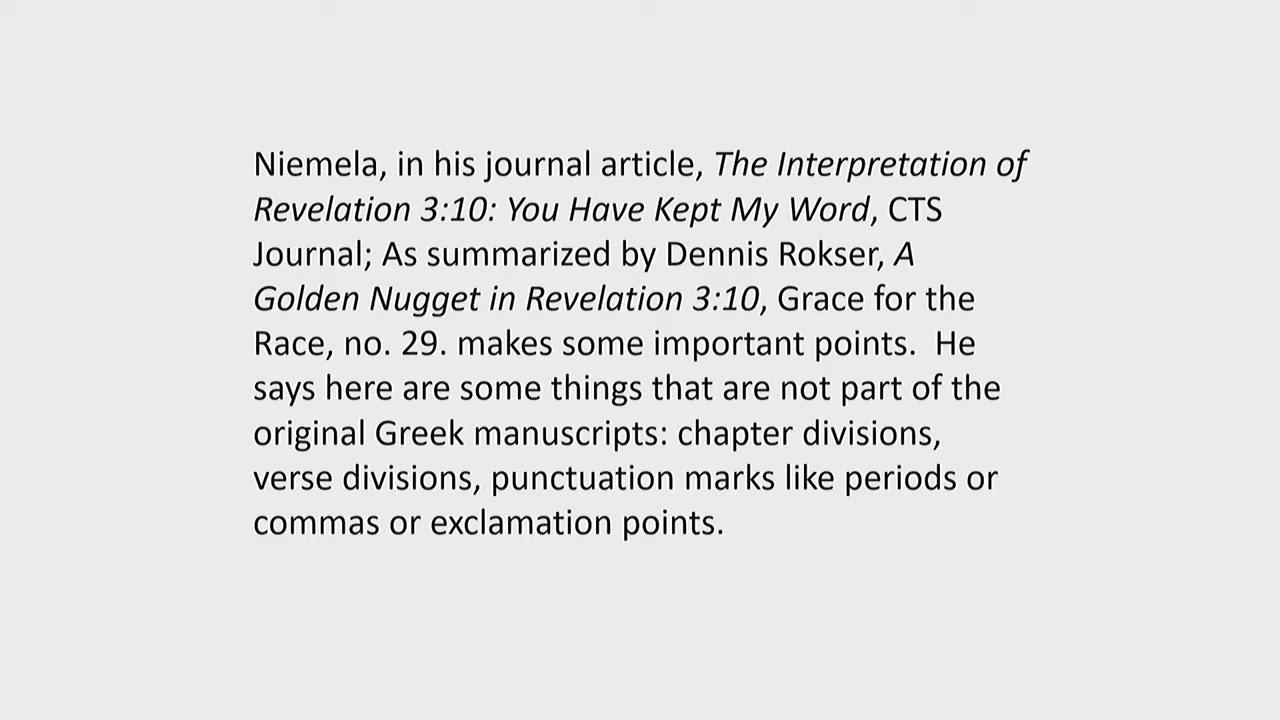 Niemela, in his journal article, The Interpretation of
Revelation 3:10: You Have Kept My Word, CTS
Journal; As summarized by Dennis Rokser, A
Golden Nugget in Revelation 3:10, Grace for the
Race, no. 29. makes some important points.  He
says here are some things that are not part of the
original Greek manuscripts: chapter divisions,
verse divisions, punctuation marks like periods or
commas or exclamation points.